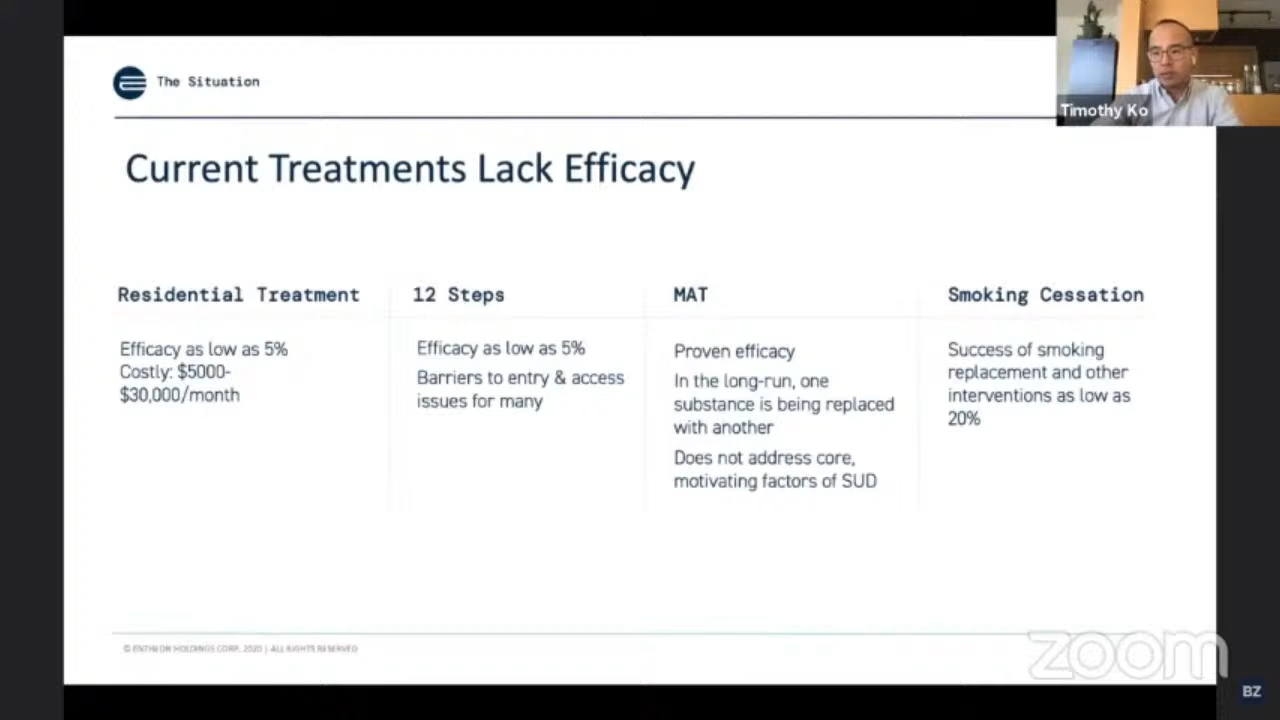 The Situation
Timothy Ko
Current Treatments Lack Efficacy
Residential Treatment
Efficacy as low as 5%
Costly: $5000-
$30,000/month
12 Steps
Efficacy as low as 5%
Barriers to entry & access
issues for many
MAT
Proven efficacy
In the long-run, one
substance is being replaced
with another
Does not address core,
motivating factors of SUD
Smoking Cessation
Success of smoking
replacement and other
interventions as low as
20%
© ENTHEON HOLDINGS CORP. 2020 | ALL RIGHTS RESERVED
zoom
BZ